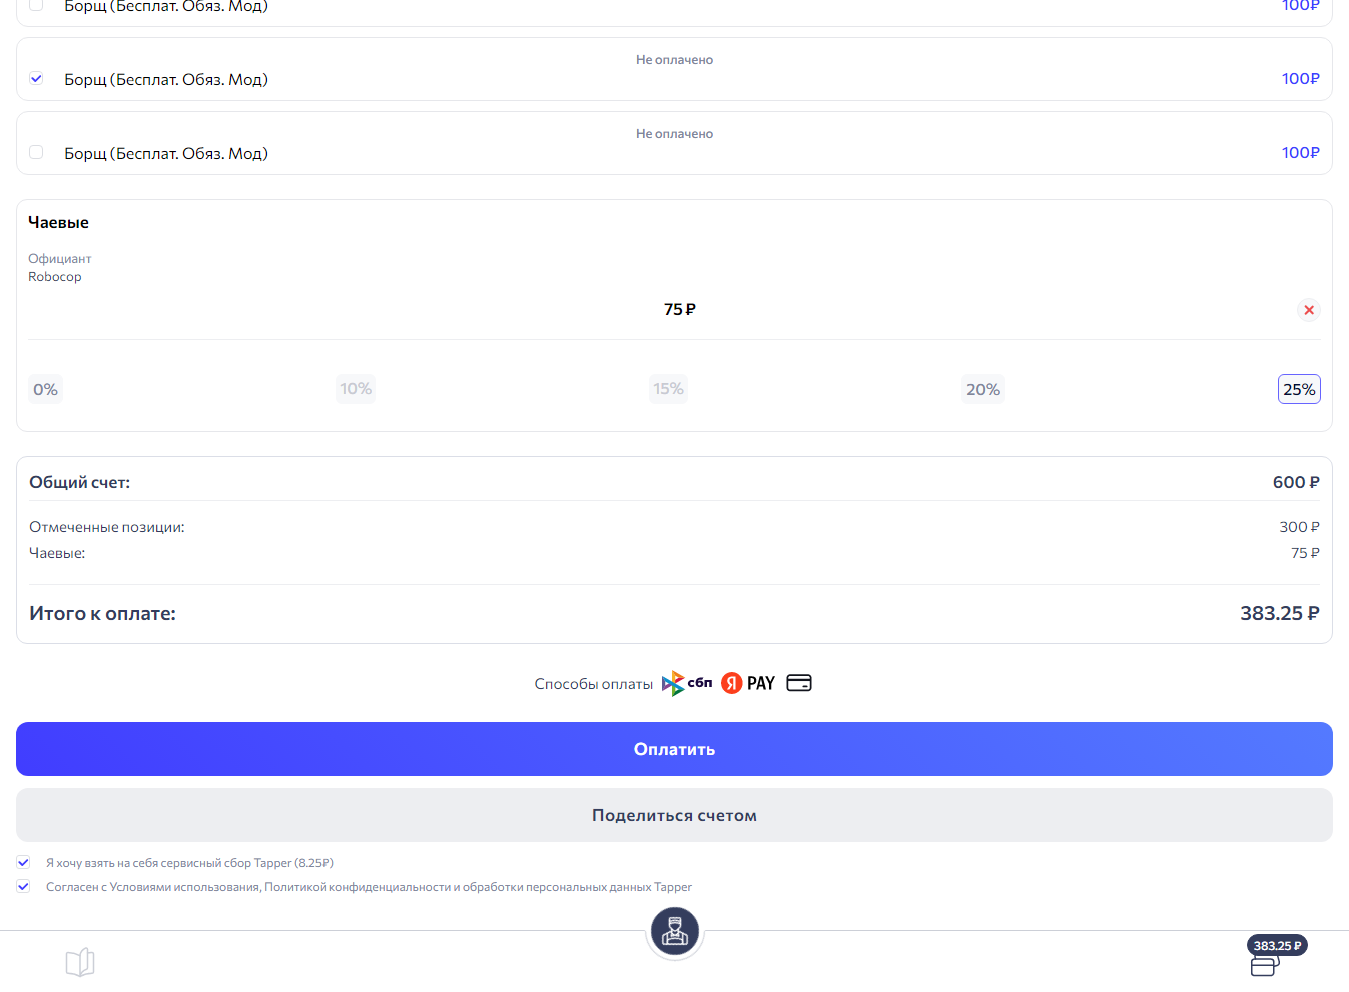 Борщ (Бесплат. Обяз. Мод) 100₽
Не оплачено
Борщ (Бесплат. Обяз. Мод) 100₽
Не оплачено
Борщ (Бесплат. Обяз. Мод) 100₽
Чаевые
Официант
Robocop
75 ₽
0% 10% 15% 20% 25%
Общий счет: 600 ₽
Отмеченные позиции: 300 ₽
Чаевые: 75 ₽
Итого к оплате: 383.25 ₽
Способы оплаты сбп Я PAY
Оплатить
Поделиться счетом
Я хочу взять на себя сервисный сбор Tapper (8.25₽)
Согласен с Условиями использования, Политикой конфиденциальности и обработки персональных данных Tapper
383.25 ₽